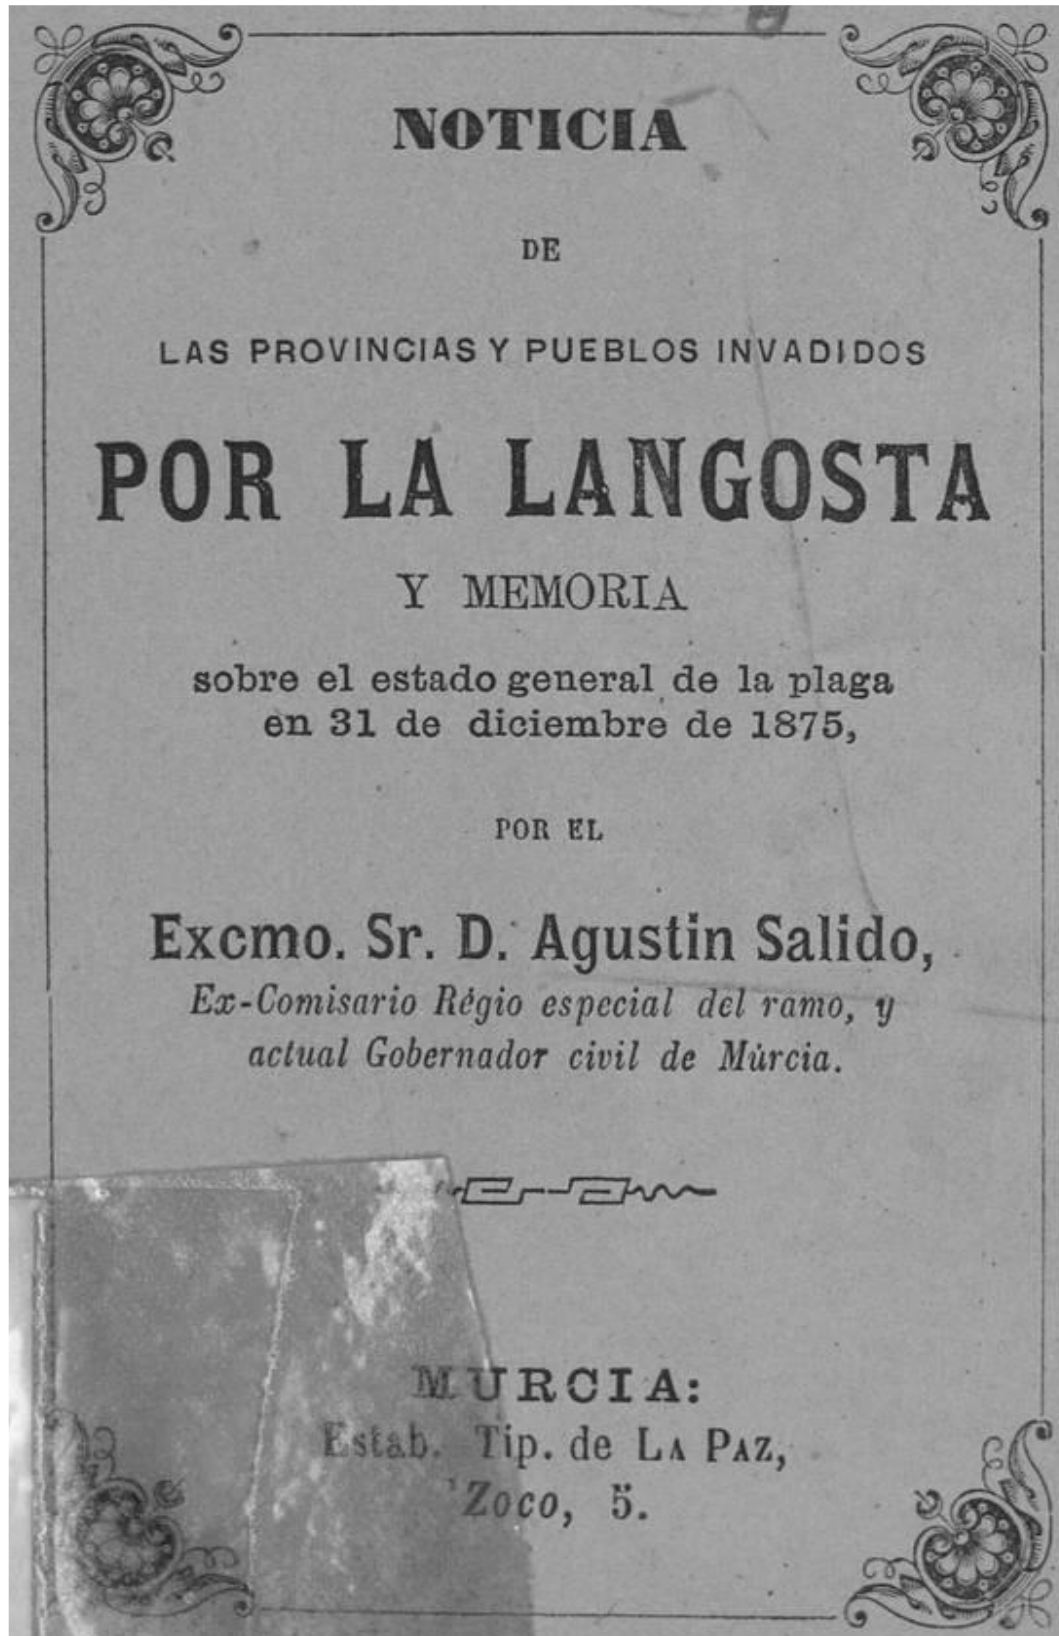 NOTICIA
DE
LAS PROVINCIAS Y PUEBLOS INVADIDOS
POR LA LANGOSTA
Y MEMORIA
sobre el estado general de la plaga
en 31 de diciembre de 1875,
POR EL
Excmo. Sr. D. Agustin Salido,
Ex-Comisario Régio especial del ramo, y
actual Gobernador civil de Múrcia.
MURCIA:
Estab. Tip. de LA PAZ,
Zoco, 5.